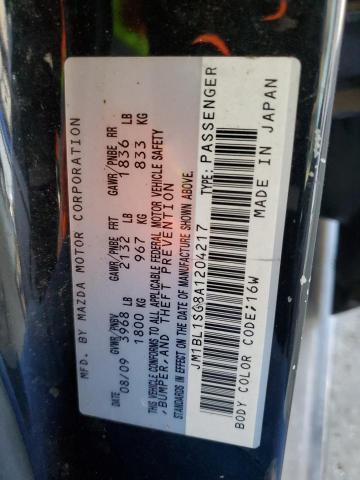 MFD. BY MAZDA MOTOR CORPORATION
GVWR/PNBV GAWR/PNBE FRT GAWR/PNBE RR
08/09 3968 LB 2132 LB 1836 LB
1800 KG 967 KG 833 KG
THIS VEHICLE CONFORMS TO ALL APPLICABLE FEDERAL MOTOR VEHICLE SAFETY
, BUMPER, AND THEFT PREVENTION
STANDARDS IN EFFECT ON THE DATE OF MANUFACTURE SHOWN ABOVE.
JM1BL1SG8A1204217 TYPE: PASSENGER
BODY COLOR CODE: 16W MADE IN JAPAN